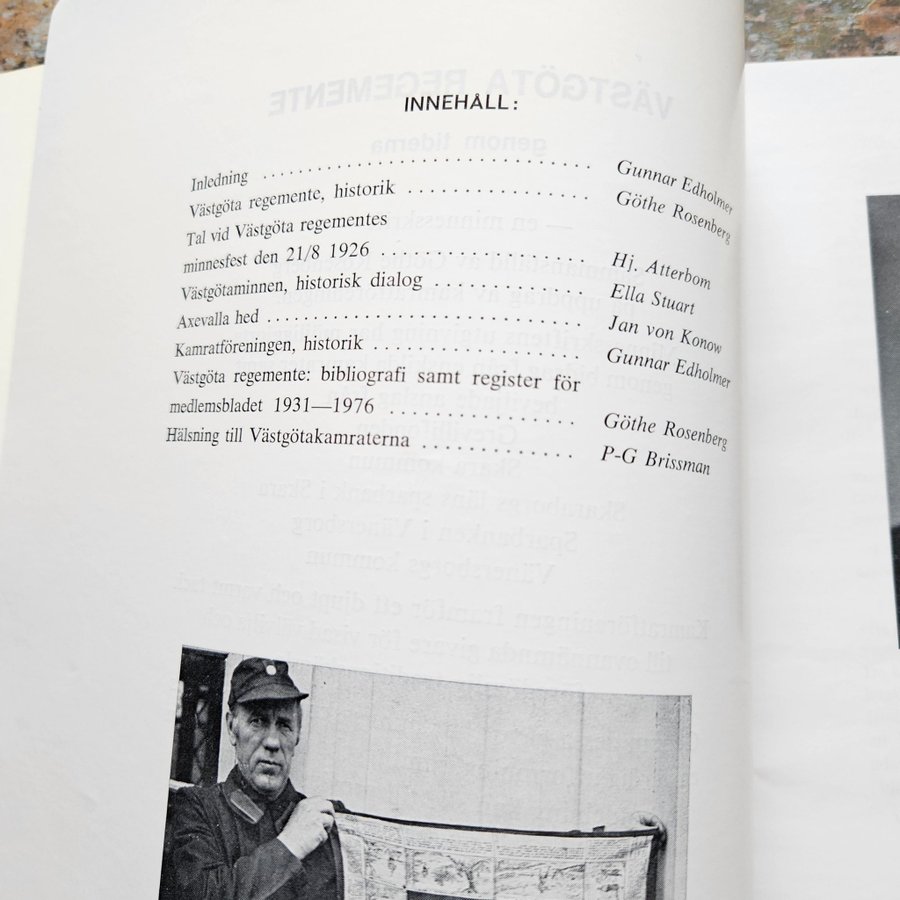 INNEHÅLL:
Inledning . . . . . . . . . . . . . . . . . . . . . . . . . . . . . . Gunnar Edholmer
Västgöta regemente, historik . . . . . . . . . . . . . . . . Göthe Rosenberg
Tal vid Västgöta regementes
minnesfest den 21/8 1926 . . . . . . . . . . . . . . . . . . Hj. Atterbom
Västgötaminnen, historisk dialog . . . . . . . . . . . . . Ella Stuart
Axevalla hed . . . . . . . . . . . . . . . . . . . . . . . . . . . . Jan von Konow
Kamratföreningen, historik . . . . . . . . . . . . . . . . . . Gunnar Edholmer
Västgöta regemente: bibliografi samt register för
medlemsbladet 1931—1976 . . . . . . . . . . . . . . . . Göthe Rosenberg
Hälsning till Västgötakamraterna . . . . . . . . . . . . . P-G Brissman